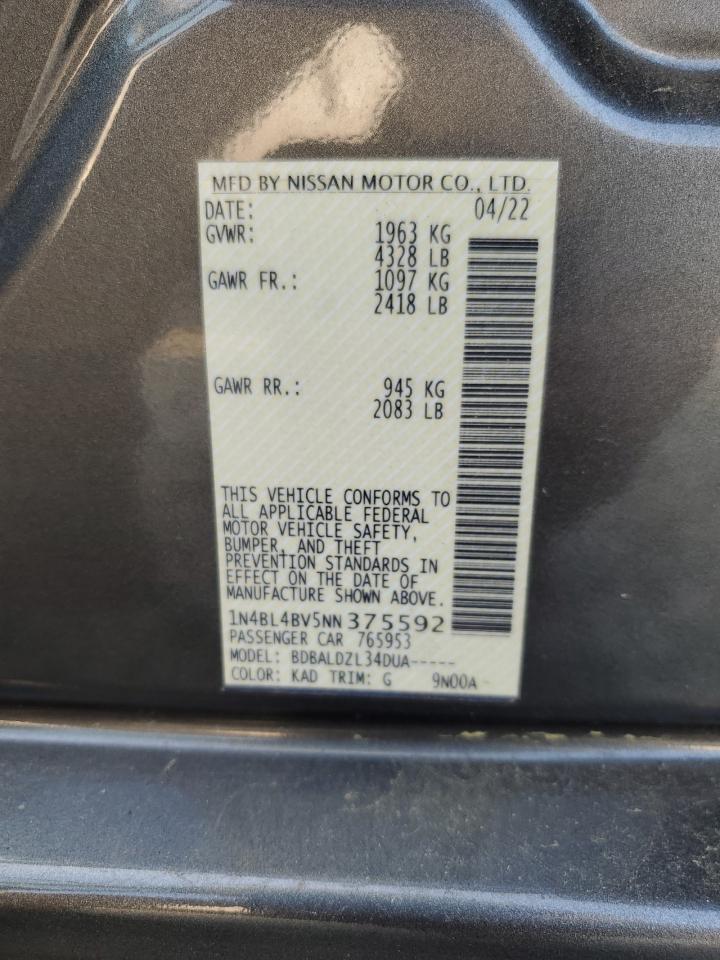 MFD BY NISSAN MOTOR CO., LTD.
DATE: 04/22
GVWR: 1963 KG
4328 LB
GAWR FR.: 1097 KG
2418 LB
GAWR RR.: 945 KG
2083 LB
THIS VEHICLE CONFORMS TO
ALL APPLICABLE FEDERAL
MOTOR VEHICLE SAFETY,
BUMPER, AND THEFT
PREVENTION STANDARDS IN
EFFECT ON THE DATE OF
MANUFACTURE SHOWN ABOVE.
1N4BL4BV5NN375592
PASSENGER CAR 765953
MODEL: BDBALDZL34DUA-----
COLOR: KAD TRIM: G 9N00A